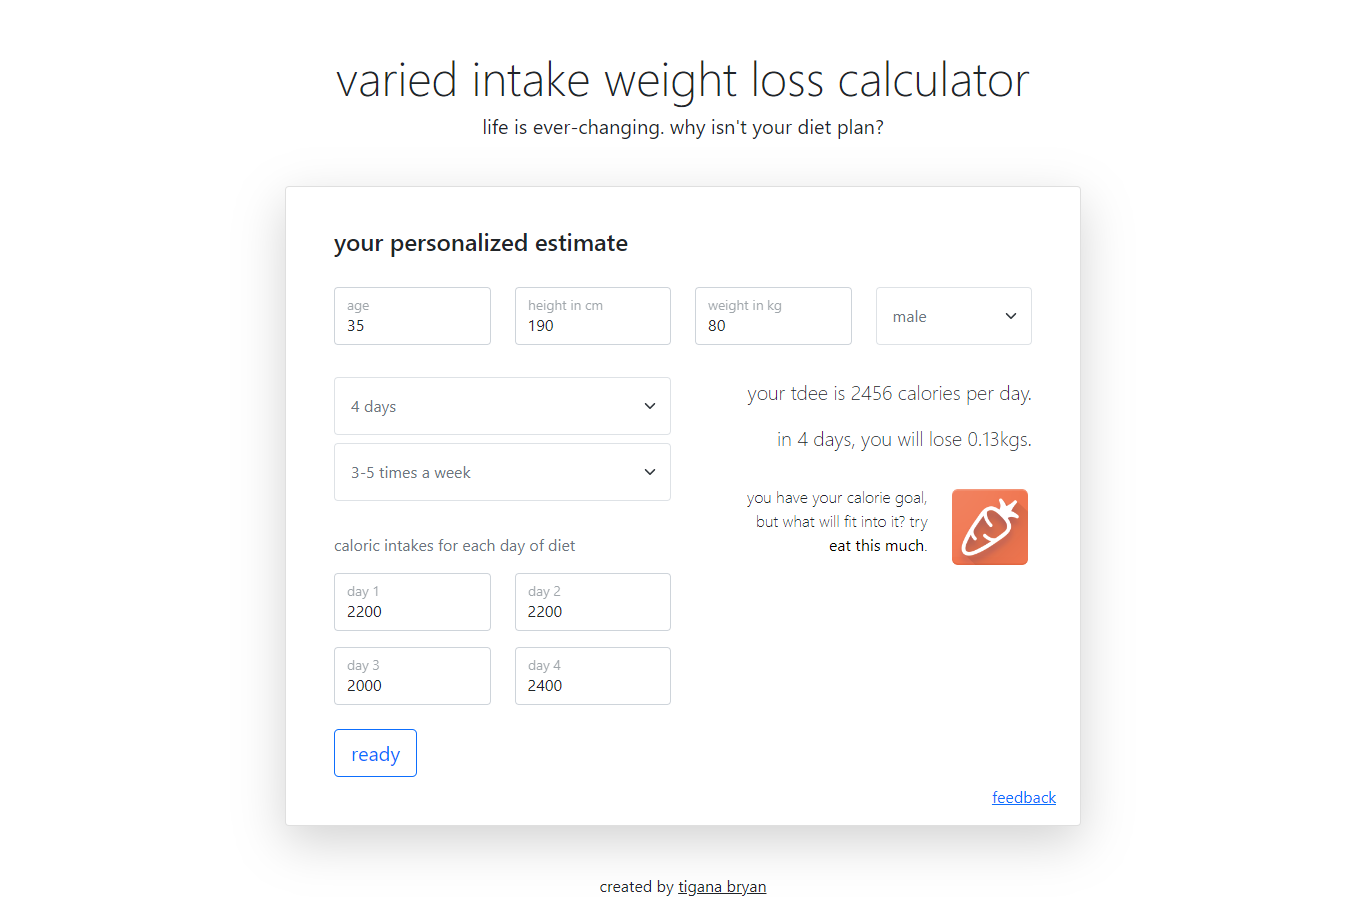 varied intake weight loss calculator
life is ever-changing. why isn't your diet plan?
your personalized estimate
age
35
height in cm
190
weight in kg
80
male
4 days
3-5 times a week
your tdee is 2456 calories per day.
in 4 days, you will lose 0.13kgs.
you have your calorie goal,
but what will fit into it? try
eat this much.
caloric intakes for each day of diet
day 1
2200
day 2
2200
day 3
2000
day 4
2400
ready
feedback
created by tigana bryan